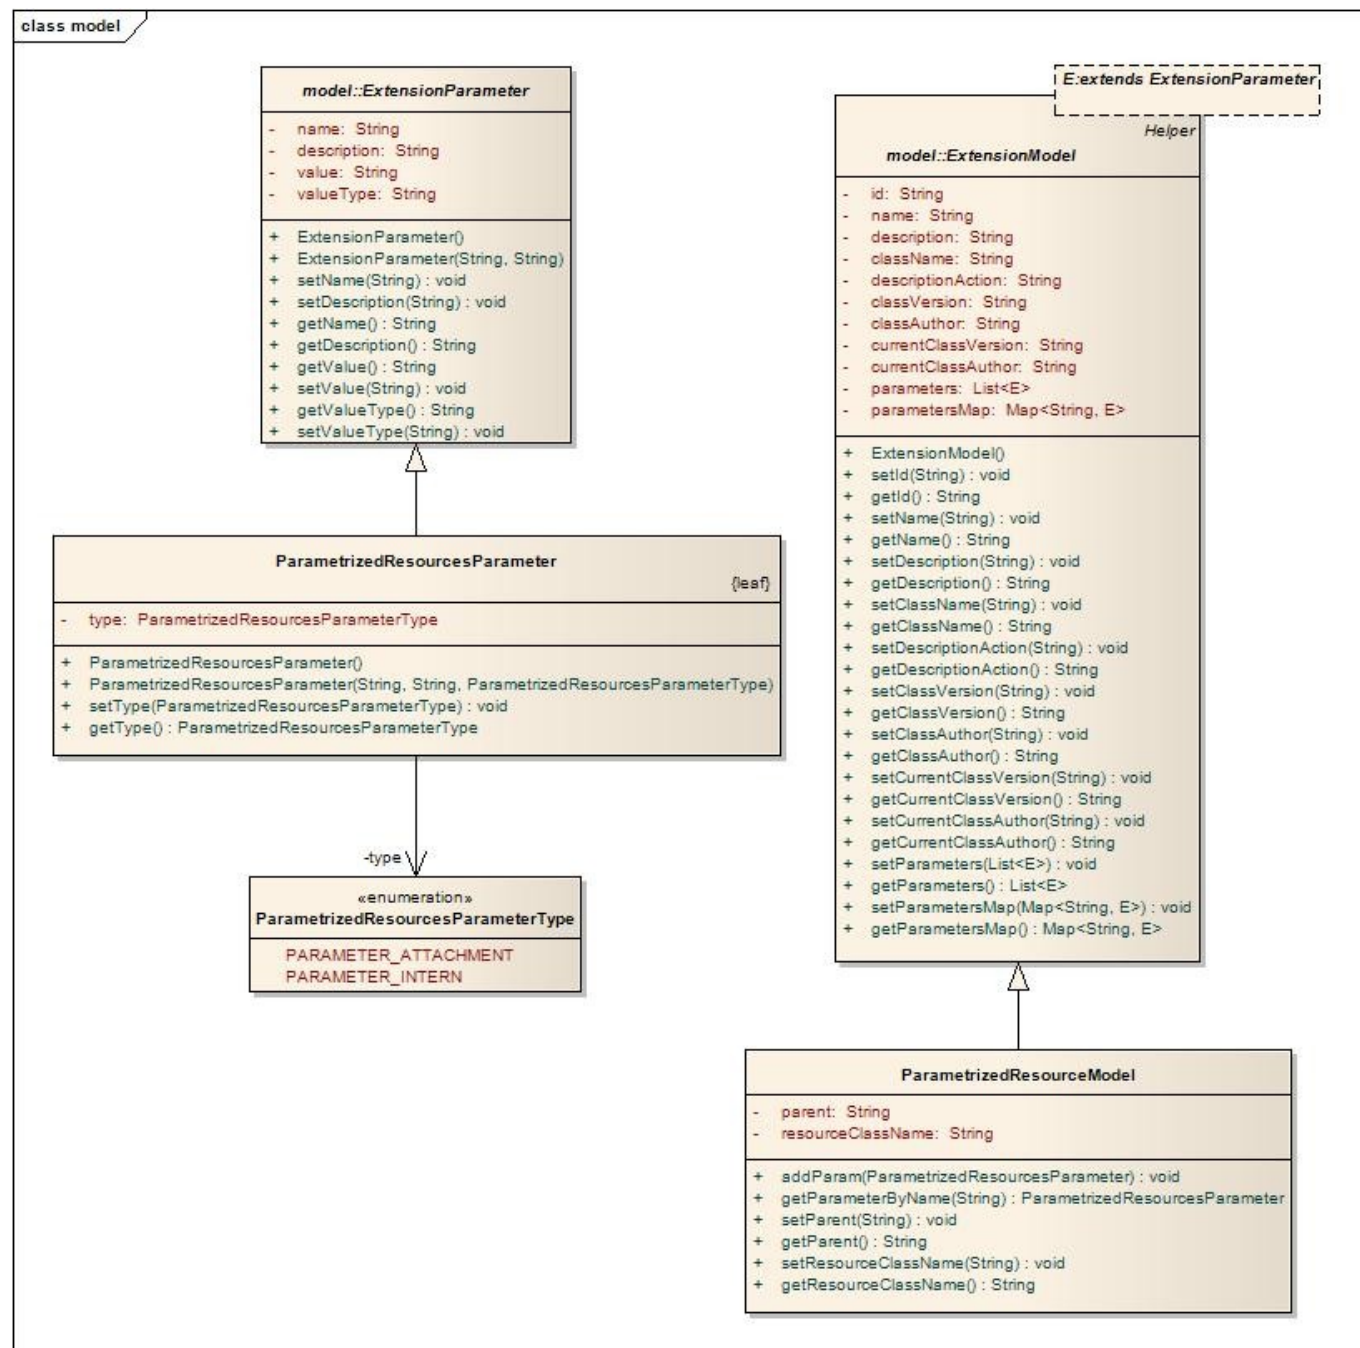 class model
model::ExtensionParameter
- name: String
- description: String
- value: String
- valueType: String
+ ExtensionParameter()
+ ExtensionParameter(String, String)
+ setName(String) : void
+ setDescription(String) : void
+ getName() : String
+ getDescription() : String
+ getValue() : String
+ setValue(String) : void
+ getValueType() : String
+ setValueType(String) : void
ParametrizedResourcesParameter
{leaf}
- type: ParametrizedResourcesParameterType
+ ParametrizedResourcesParameter()
+ ParametrizedResourcesParameter(String, String, ParametrizedResourcesParameterType)
+ setType(ParametrizedResourcesParameterType) : void
+ getType() : ParametrizedResourcesParameterType
-type
«enumeration»
ParametrizedResourcesParameterType
PARAMETER_ATTACHMENT
PARAMETER_INTERN
E:extends ExtensionParameter
Helper
model::ExtensionModel
- id: String
- name: String
- description: String
- className: String
- descriptionAction: String
- classVersion: String
- classAuthor: String
- currentClassVersion: String
- currentClassAuthor: String
- parameters: List<E>
- parametersMap: Map<String, E>
+ ExtensionModel()
+ setId(String) : void
+ getId() : String
+ setName(String) : void
+ getName() : String
+ setDescription(String) : void
+ getDescription() : String
+ setClassName(String) : void
+ getClassName() : String
+ setDescriptionAction(String) : void
+ getDescriptionAction() : String
+ setClassVersion(String) : void
+ getClassVersion() : String
+ setClassAuthor(String) : void
+ getClassAuthor() : String
+ setCurrentClassVersion(String) : void
+ getCurrentClassVersion() : String
+ setCurrentClassAuthor(String) : void
+ getCurrentClassAuthor() : String
+ setParameters(List<E>) : void
+ getParameters() : List<E>
+ setParametersMap(Map<String, E>) : void
+ getParametersMap() : Map<String, E>
ParametrizedResourceModel
- parent: String
- resourceClassName: String
+ addParam(ParametrizedResourcesParameter) : void
+ getParameterByName(String) : ParametrizedResourcesParameter
+ setParent(String) : void
+ getParent() : String
+ setResourceClassName(String) : void
+ getResourceClassName() : String